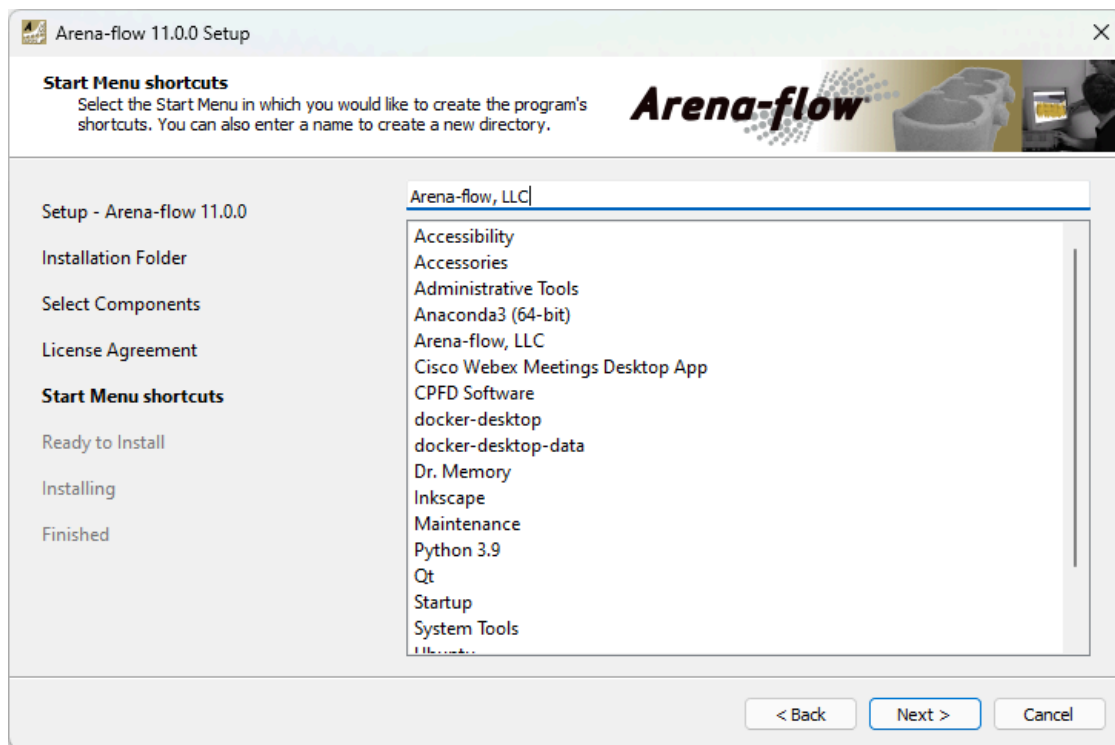 Arena-flow 11.0.0 Setup
Start Menu shortcuts
Select the Start Menu in which you would like to create the program's
shortcuts. You can also enter a name to create a new directory.
Arena-flow
Setup - Arena-flow 11.0.0
Installation Folder
Select Components
License Agreement
Start Menu shortcuts
Ready to Install
Installing
Finished
Arena-flow, LLC
Accessibility
Accessories
Administrative Tools
Anaconda3 (64-bit)
Arena-flow, LLC
Cisco Webex Meetings Desktop App
CPFD Software
docker-desktop
docker-desktop-data
Dr. Memory
Inkscape
Maintenance
Python 3.9
Qt
Startup
System Tools
Ubuntu
< Back
Next >
Cancel